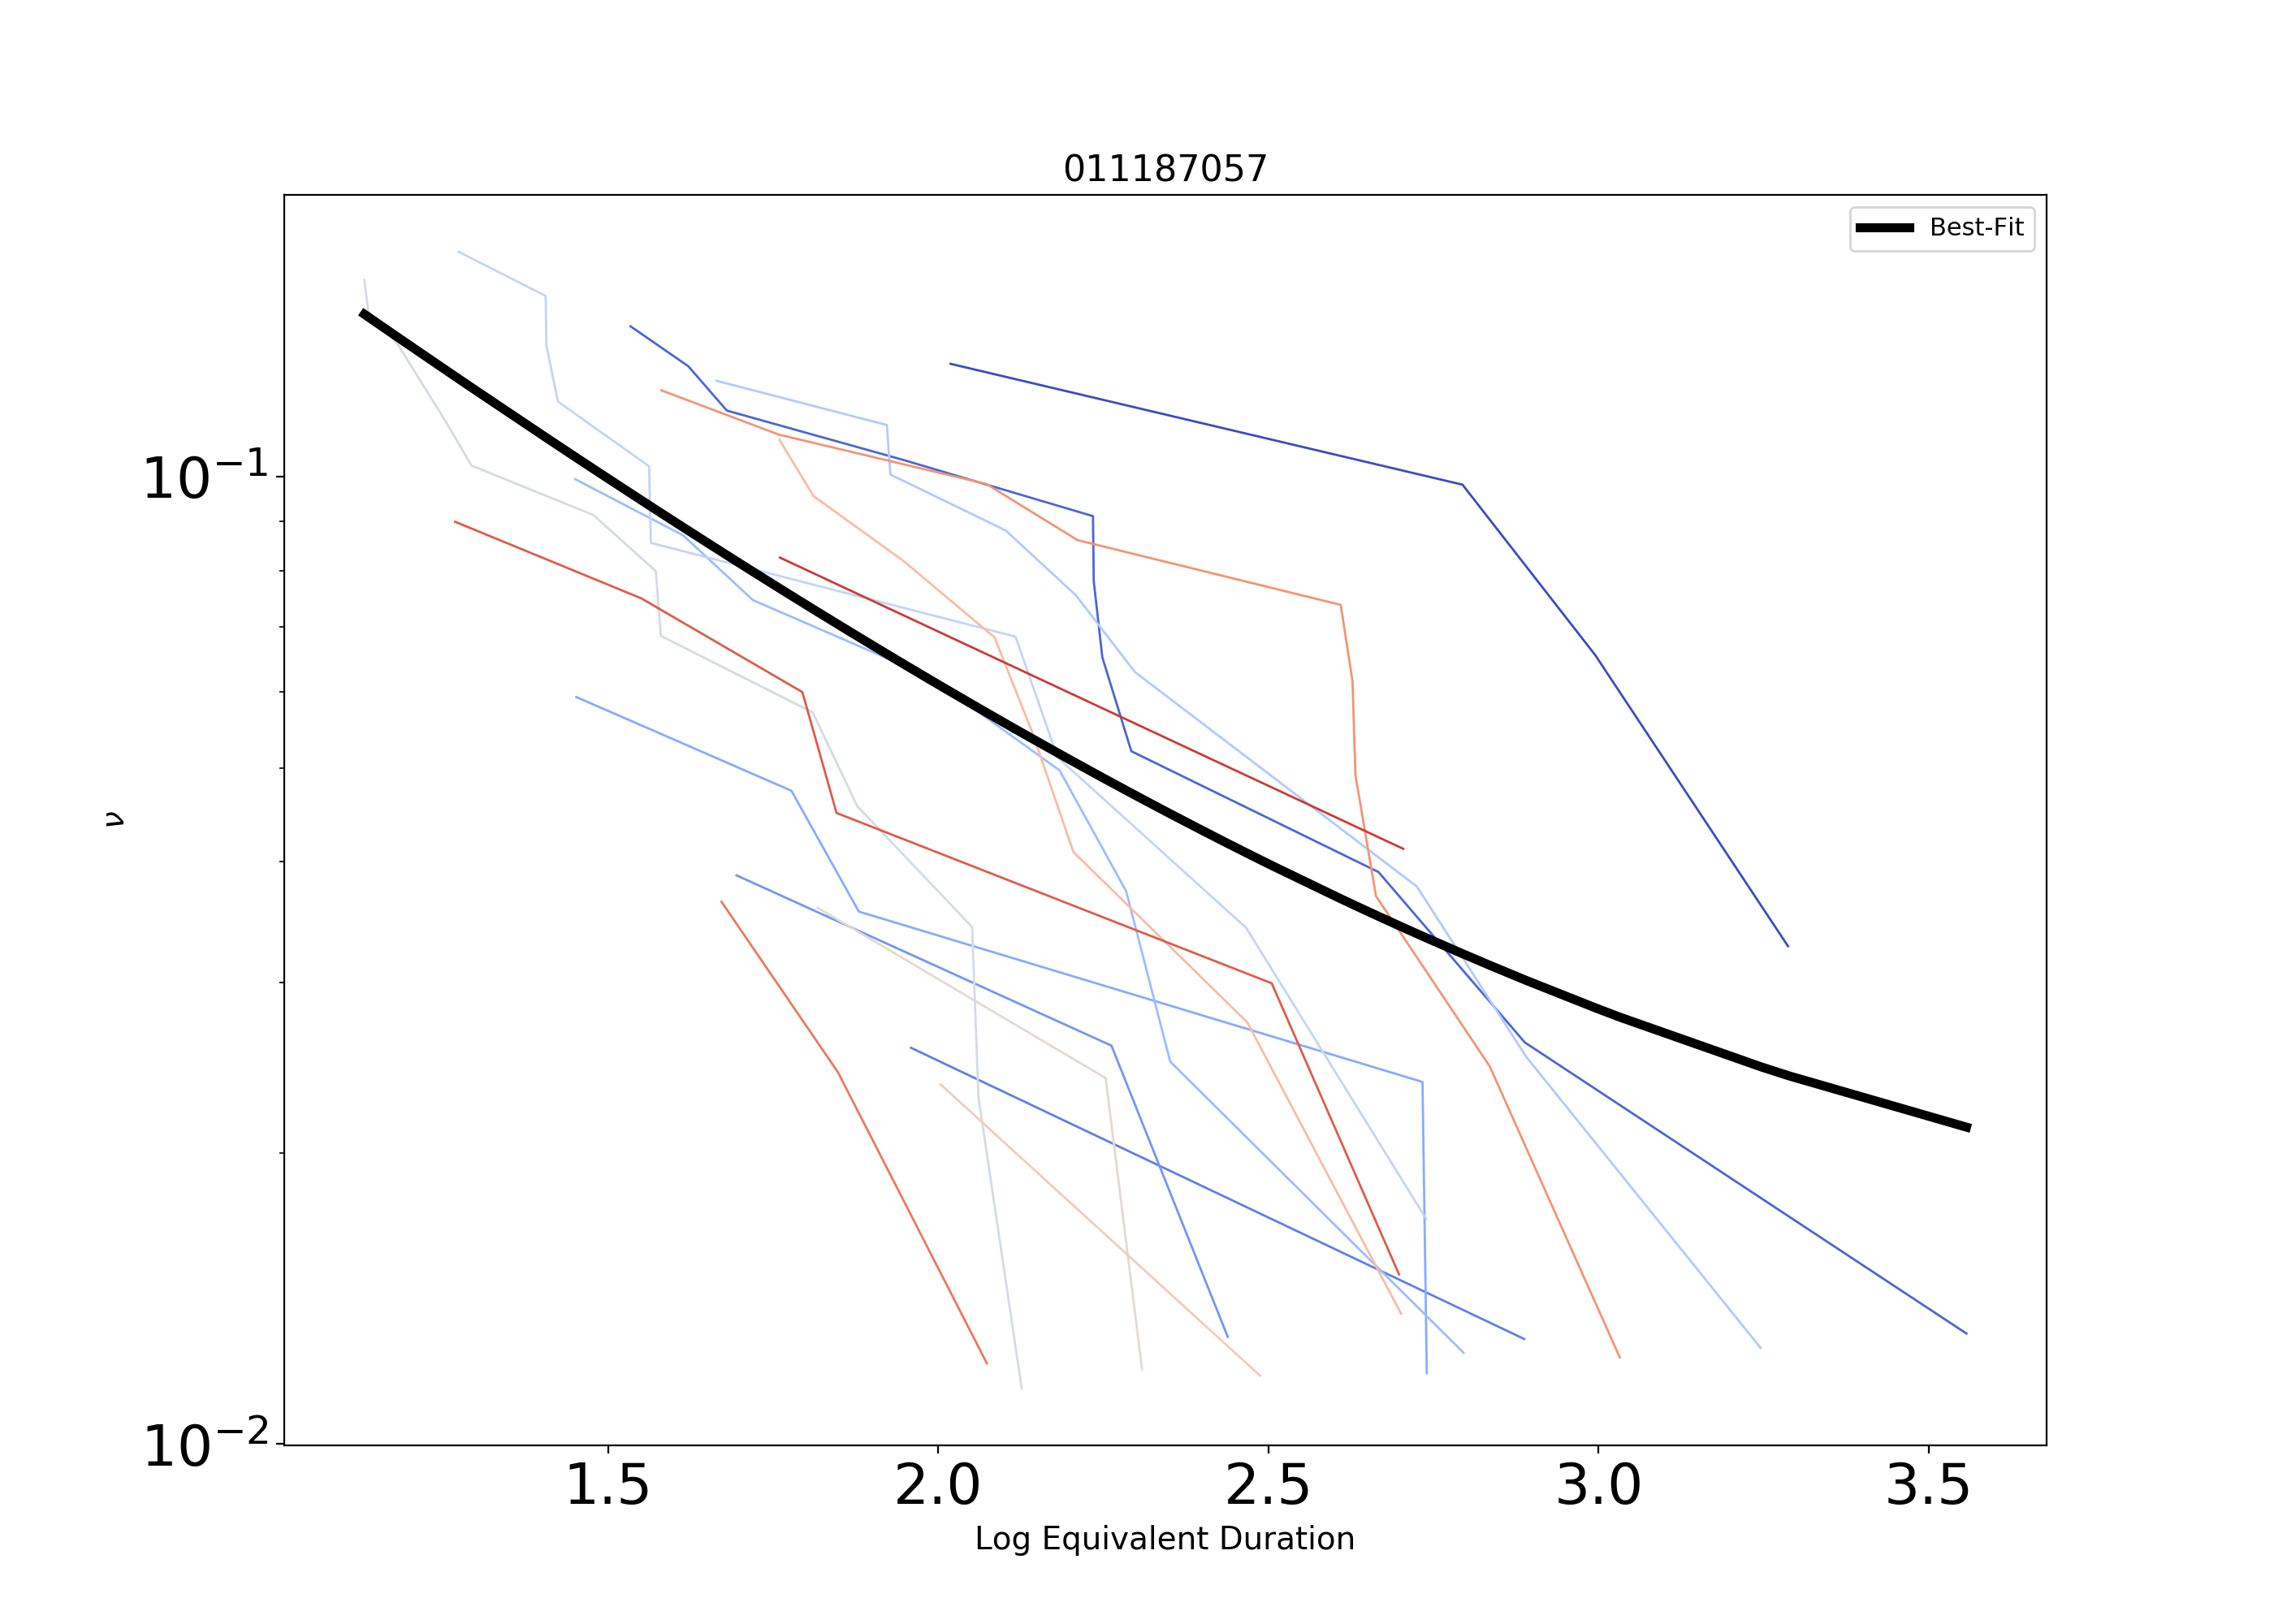 011187057
Best-Fit
10⁻¹
ν
10⁻²
1.5 2.0 2.5 3.0 3.5
Log Equivalent Duration